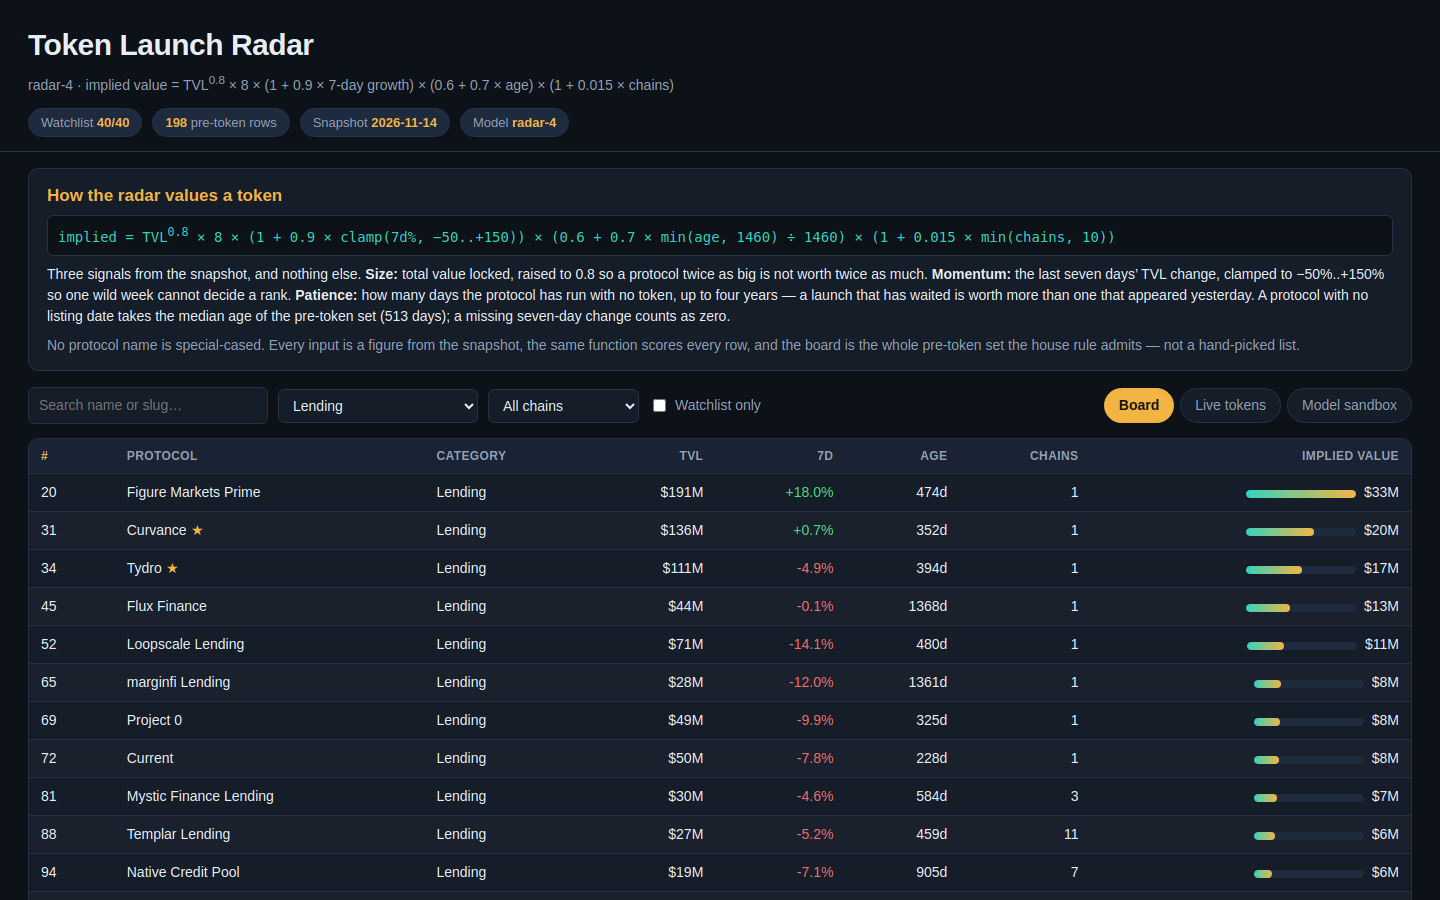 Token Launch Radar
radar-4 · implied value = TVL^0.8 × 8 × (1 + 0.9 × 7-day growth) × (0.6 + 0.7 × age) × (1 + 0.015 × chains)
Watchlist 40/40 198 pre-token rows Snapshot 2026-11-14 Model radar-4
How the radar values a token
implied = TVL^0.8 × 8 × (1 + 0.9 × clamp(7d%, −50..+150)) × (0.6 + 0.7 × min(age, 1460) ÷ 1460) × (1 + 0.015 × min(chains, 10))
Three signals from the snapshot, and nothing else. Size: total value locked, raised to 0.8 so a protocol twice as big is not worth twice as much. Momentum: the last seven days’ TVL change, clamped to −50%..+150%
so one wild week cannot decide a rank. Patience: how many days the protocol has run with no token, up to four years — a launch that has waited is worth more than one that appeared yesterday. A protocol with no
listing date takes the median age of the pre-token set (513 days); a missing seven-day change counts as zero.
No protocol name is special-cased. Every input is a figure from the snapshot, the same function scores every row, and the board is the whole pre-token set the house rule admits — not a hand-picked list.
Search name or slug… Lending All chains Watchlist only Board Live tokens Model sandbox
# PROTOCOL CATEGORY TVL 7D AGE CHAINS IMPLIED VALUE
20 Figure Markets Prime Lending $191M +18.0% 474d 1 $33M
31 Curvance ★ Lending $136M +0.7% 352d 1 $20M
34 Tydro ★ Lending $111M -4.9% 394d 1 $17M
45 Flux Finance Lending $44M -0.1% 1368d 1 $13M
52 Loopscale Lending Lending $71M -14.1% 480d 1 $11M
65 marginfi Lending Lending $28M -12.0% 1361d 1 $8M
69 Project 0 Lending $49M -9.9% 325d 1 $8M
72 Current Lending $50M -7.8% 228d 1 $8M
81 Mystic Finance Lending Lending $30M -4.6% 584d 3 $7M
88 Templar Lending Lending $27M -5.2% 459d 11 $6M
94 Native Credit Pool Lending $19M -7.1% 905d 7 $6M